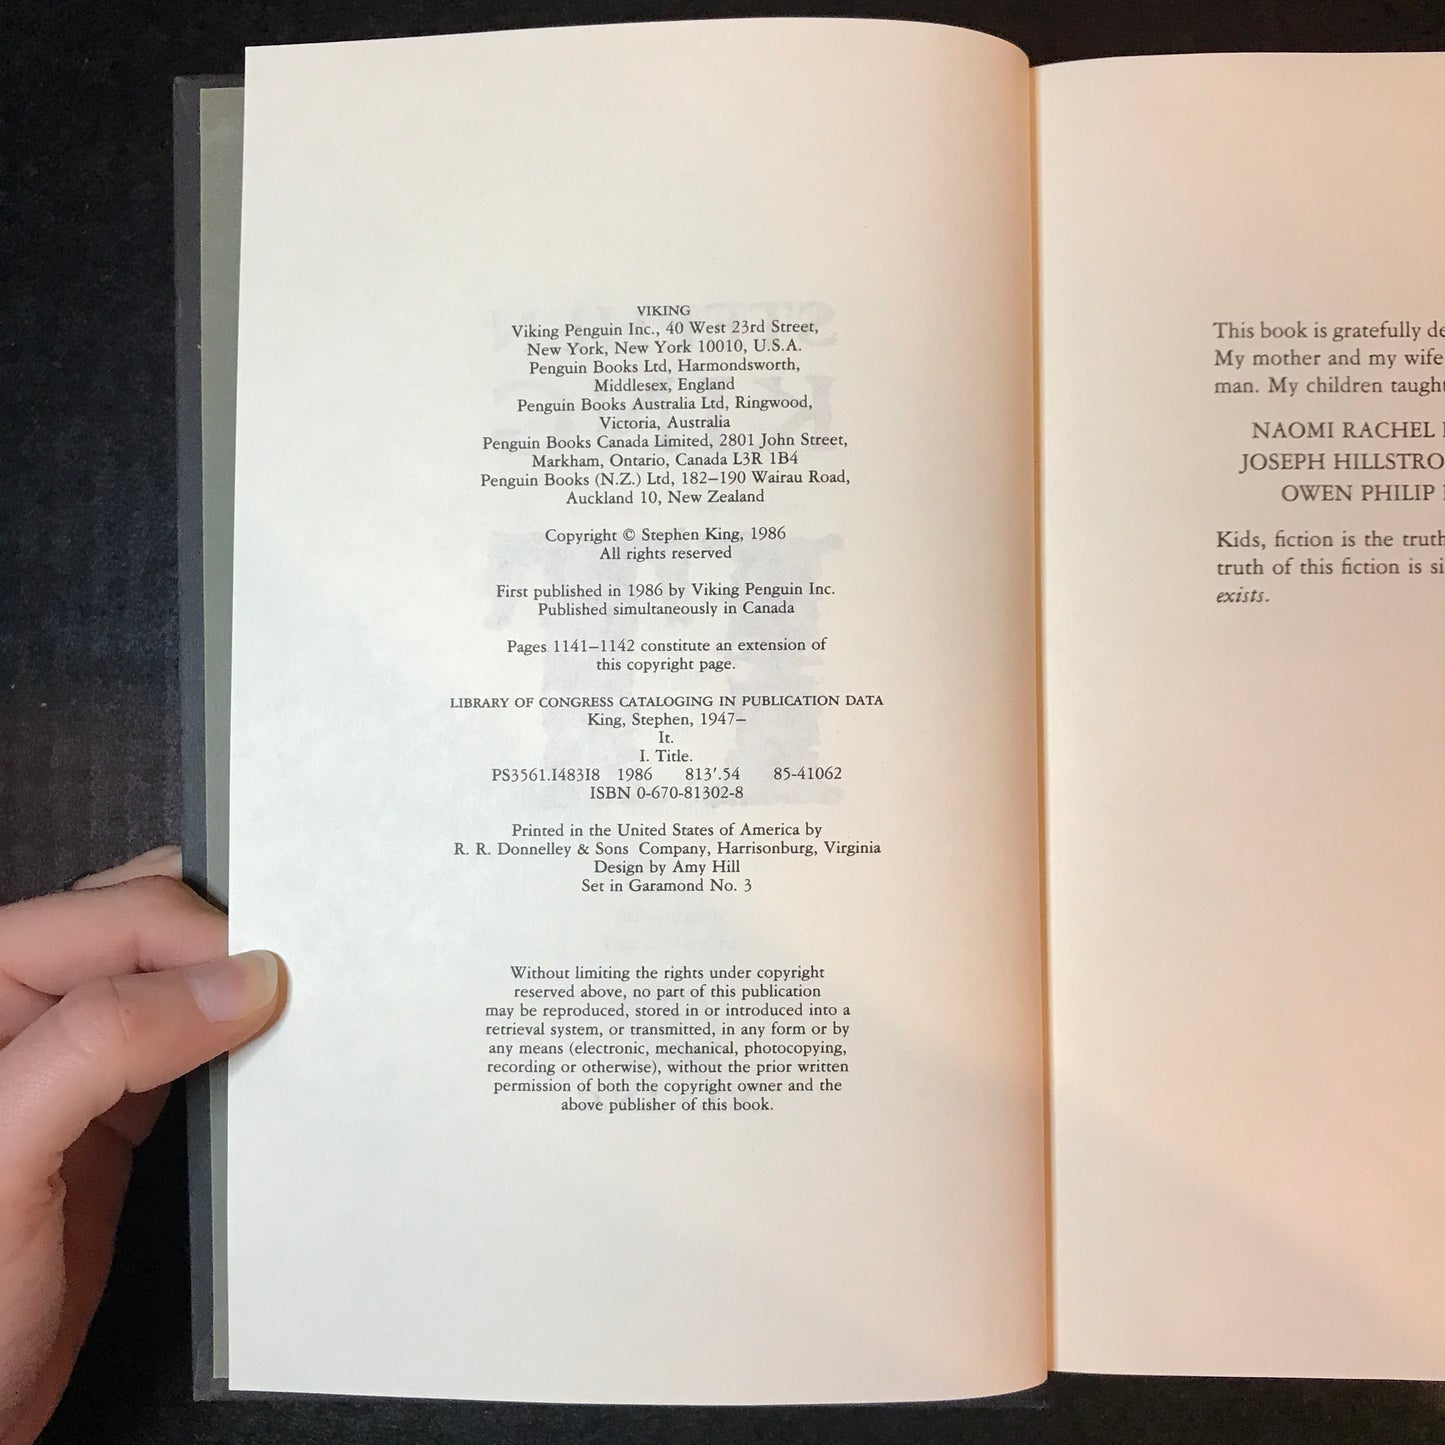 VIKING
Viking Penguin Inc., 40 West 23rd Street,
New York, New York 10010, U.S.A.
Penguin Books Ltd, Harmondsworth,
Middlesex, England
Penguin Books Australia Ltd, Ringwood,
Victoria, Australia
Penguin Books Canada Limited, 2801 John Street,
Markham, Ontario, Canada L3R 1B4
Penguin Books (N.Z.) Ltd, 182–190 Wairau Road,
Auckland 10, New Zealand
Copyright © Stephen King, 1986
All rights reserved
First published in 1986 by Viking Penguin Inc.
Published simultaneously in Canada
Pages 1141–1142 constitute an extension of
this copyright page.
LIBRARY OF CONGRESS CATALOGING IN PUBLICATION DATA
King, Stephen, 1947–
It.
I. Title.
PS3561.I483I8 1986 813′.54 85-41062
ISBN 0-670-81302-8
Printed in the United States of America by
R. R. Donnelley & Sons Company, Harrisonburg, Virginia
Design by Amy Hill
Set in Garamond No. 3
Without limiting the rights under copyright
reserved above, no part of this publication
may be reproduced, stored in or introduced into a
retrieval system, or transmitted, in any form or by
any means (electronic, mechanical, photocopying,
recording or otherwise), without the prior written
permission of both the copyright owner and the
above publisher of this book.
This book is gratefully
My mother and my wife
man. My children
NAOMI RACHEL
JOSEPH
OWEN PHILIP
Kids, fiction is the
truth of this fiction is
exists.